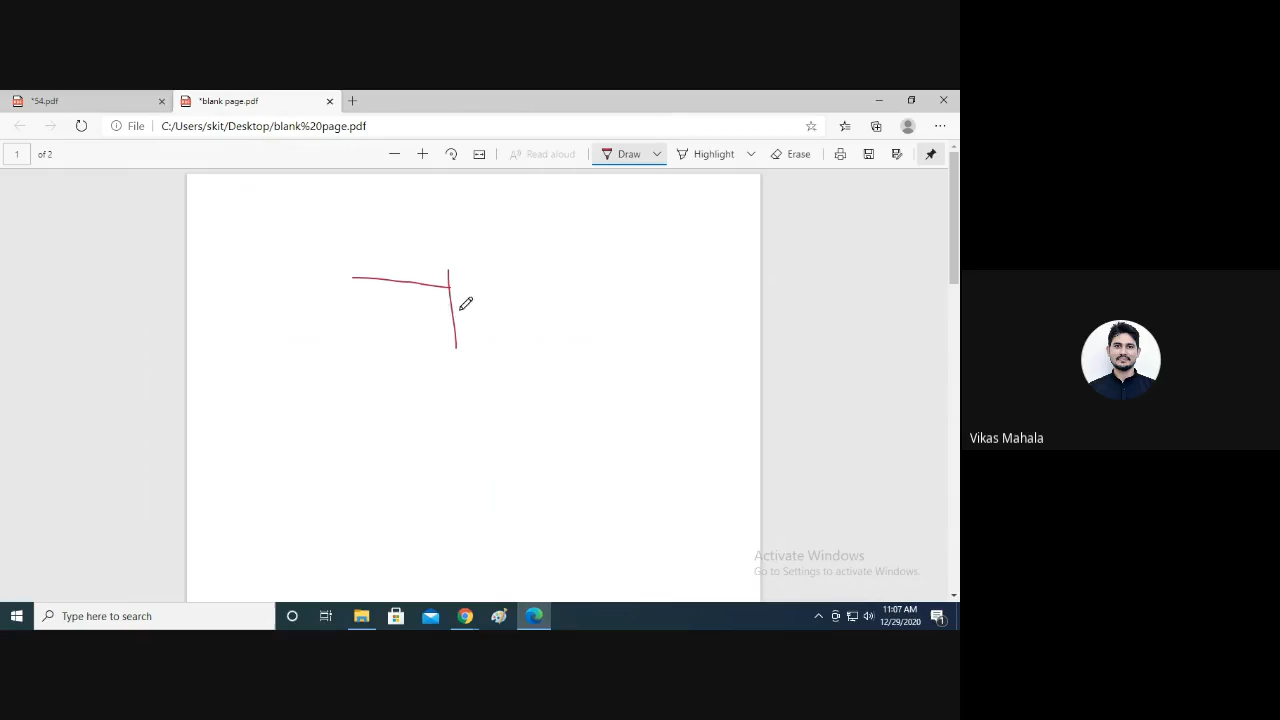 *54.pdf
*blank page.pdf
File
C:/Users/skit/Desktop/blank%20page.pdf
1 of 2
Read aloud
Draw
Highlight
Erase
Vikas Mahala
Activate Windows
Go to Settings to activate Windows.
Type here to search
11:07 AM
12/29/2020
1